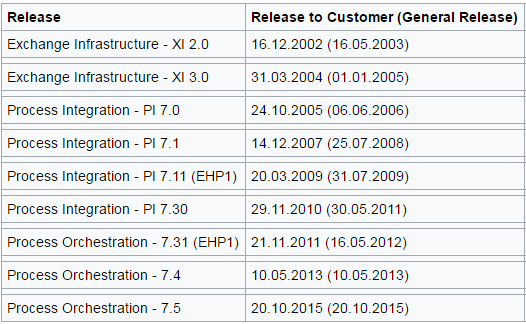 Release Release to Customer (General Release)
Exchange Infrastructure - XI 2.0 16.12.2002 (16.05.2003)
Exchange Infrastructure - XI 3.0 31.03.2004 (01.01.2005)
Process Integration - PI 7.0 24.10.2005 (06.06.2006)
Process Integration - PI 7.1 14.12.2007 (25.07.2008)
Process Integration - PI 7.11 (EHP1) 20.03.2009 (31.07.2009)
Process Integration - PI 7.30 29.11.2010 (30.05.2011)
Process Orchestration - 7.31 (EHP1) 21.11.2011 (16.05.2012)
Process Orchestration - 7.4 10.05.2013 (10.05.2013)
Process Orchestration - 7.5 20.10.2015 (20.10.2015)